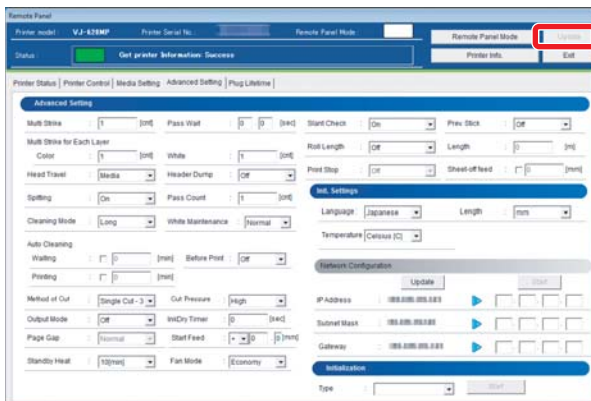 Remote Panel
Printer model : VJ-628MP Printer Serial No.: Remote Panel Mode :
Remote Panel Mode Update
Status : Get printer Information: Success
Printer Info. Exit
Printer Status Printer Control Media Setting Advanced Setting Plug Lifetime
Advanced Setting
Multi Strike : 1 [cnt] Pass Wait : 0 . 0 [sec] Slant Check : On Prev. Stick : Off
Multi Strike for Each Layer
Roll Length : Off Length : 0 [m]
Color : 1 [cnt] White : 1 [cnt]
Head Travel : Media Header Dump : Off Print Stop : Off Sheet-off feed : 0 [mm]
Init. Settings
Spitting : On Pass Count : 1 [cnt]
Language : Japanese Length : mm
Cleaning Mode : Long White Maintenance : Normal
Temperature : Celsius [C]
Auto Cleaning
Waiting : 0 [min] Before Print : Off
Network Configuration
Printing : 0 [min]
Update Start
Method of Cut : Single Cut - 3 Cut Pressure : High
IP Address :
Output Mode : Off InkDry Timer : 0 [sec]
Subnet Mask :
Page Gap : Normal Start Feed : + 0 . 0 [mm]
Gateway :
Standby Heat : 10[min] Fan Mode : Economy
Initialization
Type : Start